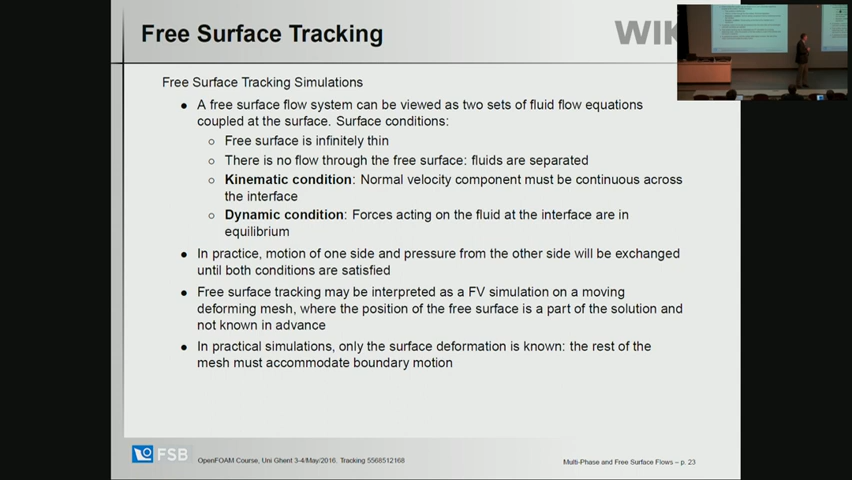 Free Surface Tracking
WIK
Free Surface Tracking Simulations
• A free surface flow system can be viewed as two sets of fluid flow equations
coupled at the surface. Surface conditions:
○ Free surface is infinitely thin
○ There is no flow through the free surface: fluids are separated
○ Kinematic condition: Normal velocity component must be continuous across
the interface
○ Dynamic condition: Forces acting on the fluid at the interface are in
equilibrium
• In practice, motion of one side and pressure from the other side will be exchanged
until both conditions are satisfied
• Free surface tracking may be interpreted as a FV simulation on a moving
deforming mesh, where the position of the free surface is a part of the solution and
not known in advance
• In practical simulations, only the surface deformation is known: the rest of the
mesh must accommodate boundary motion
FSB
OpenFOAM Course, Uni Ghent 3-4/May/2016. Tracking 5568512168
Multi-Phase and Free Surface Flows – p. 23